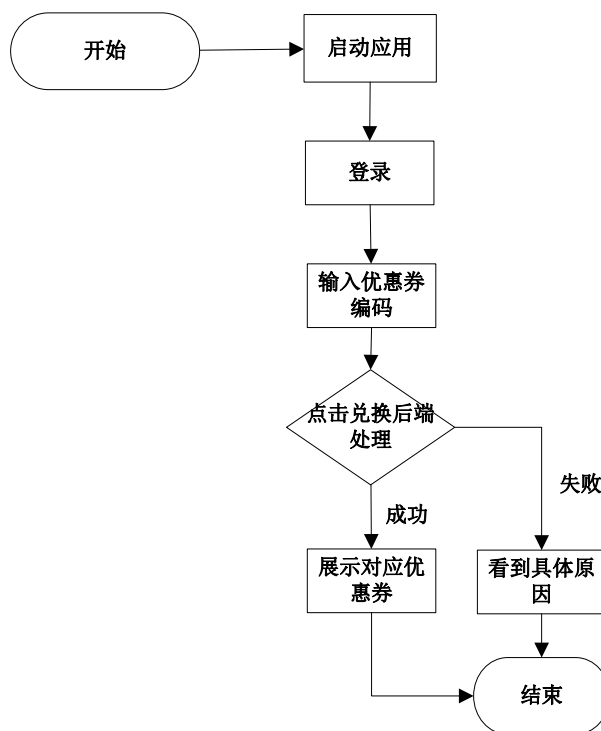 开始
启动应用
登录
输入优惠券
编码
点击兑换后端
处理
失败
成功
展示对应优
惠券
看到具体原
因
结束